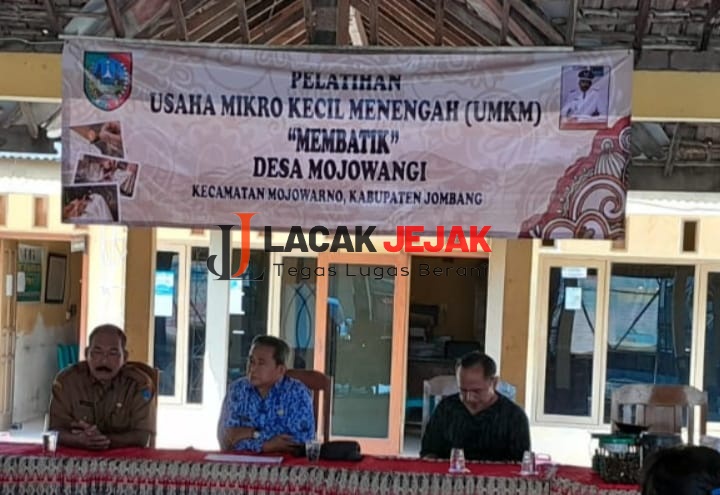 PELATIHAN
USAHA MIKRO KECIL MENENGAH (UMKM)
"MEMBATIK"
DESA MOJOWANGI
KECAMATAN MOJOWARNO, KABUPATEN JOMBANG
LACAK JEJAK
Tegas Lugas Berani